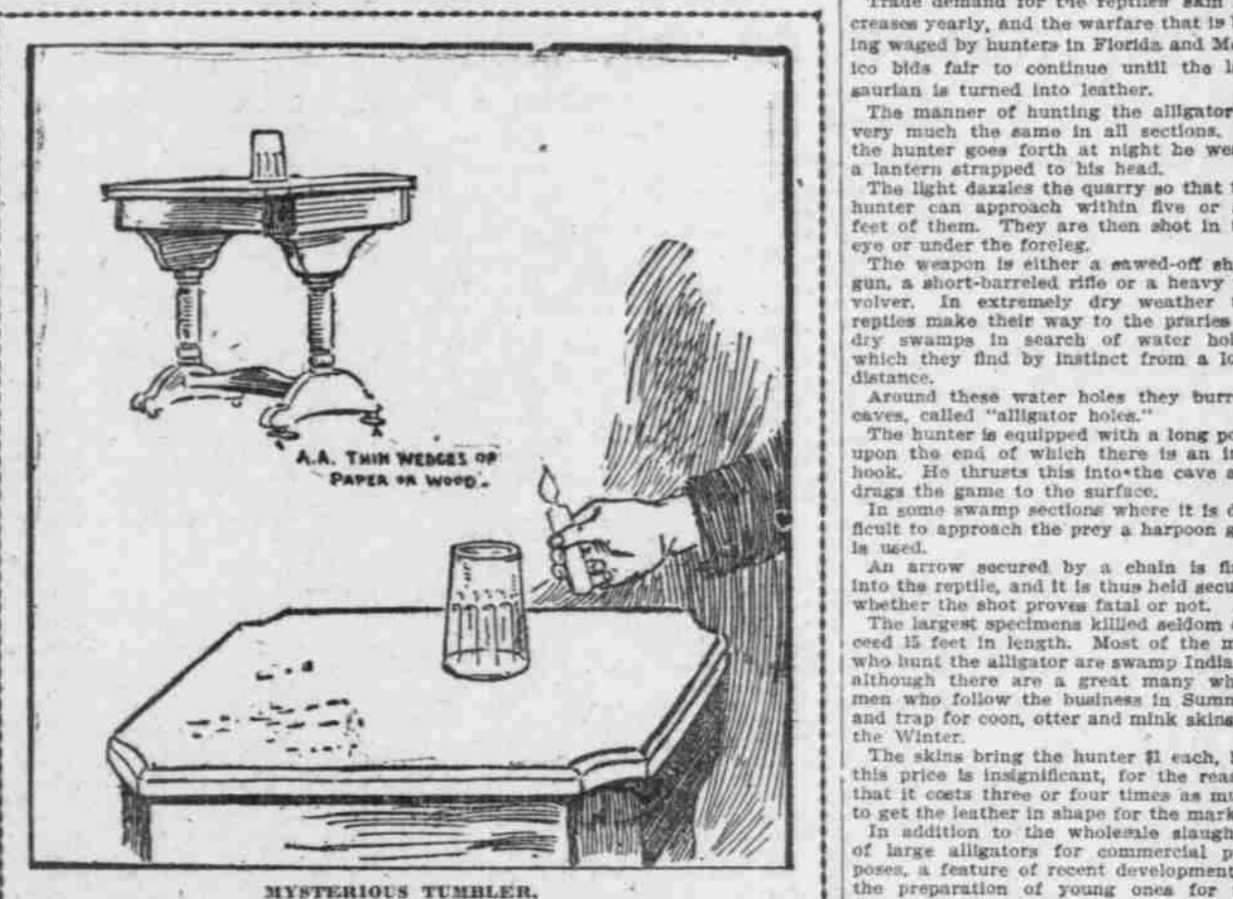 A.A. THIN WEDGES OF
PAPER OR WOOD.
MYSTERIOUS TUMBLER.
Trade demand for the reptiles skin
creases yearly, and the warfare that is
ing waged by hunters in Florida and
ico bids fair to continue until the
saurian is turned into leather.
The manner of hunting the alligator
very much the same in all sections.
the hunter goes forth at night he
a lantern strapped to his head.
The light dazzles the quarry so that
hunter can approach within five or
feet of them. They are then shot in
eye or under the foreleg.
The weapon is either a sawed-off
gun, a short-barreled rifle or a heavy
volver. In extremely dry weather
repties make their way to the praries
dry swamps in search of water
which they find by instinct from a
distance.
Around these water holes they
caves, called "alligator holes."
The hunter is equipped with a long
upon the end of which there is an
hook. He thrusts this into the cave
drags the game to the surface.
In some swamp sections where it is
ficult to approach the prey a harpoon
is used.
An arrow secured by a chain is
into the reptile, and it is thus held
whether the shot proves fatal or not.
The largest specimens killled seldom
ceed 15 feet in length. Most of the
who hunt the alligator are swamp
although there are a great many
men who follow the business in
and trap for coon, otter and mink skins
the Winter.
The skins bring the hunter $1 each,
this price is insignificant, for the
that it costs three or four times as
to get the leather in shape for the
In addition to the wholesale
of large alligators for commercial
poses, a feature of recent development
the preparation of young ones for